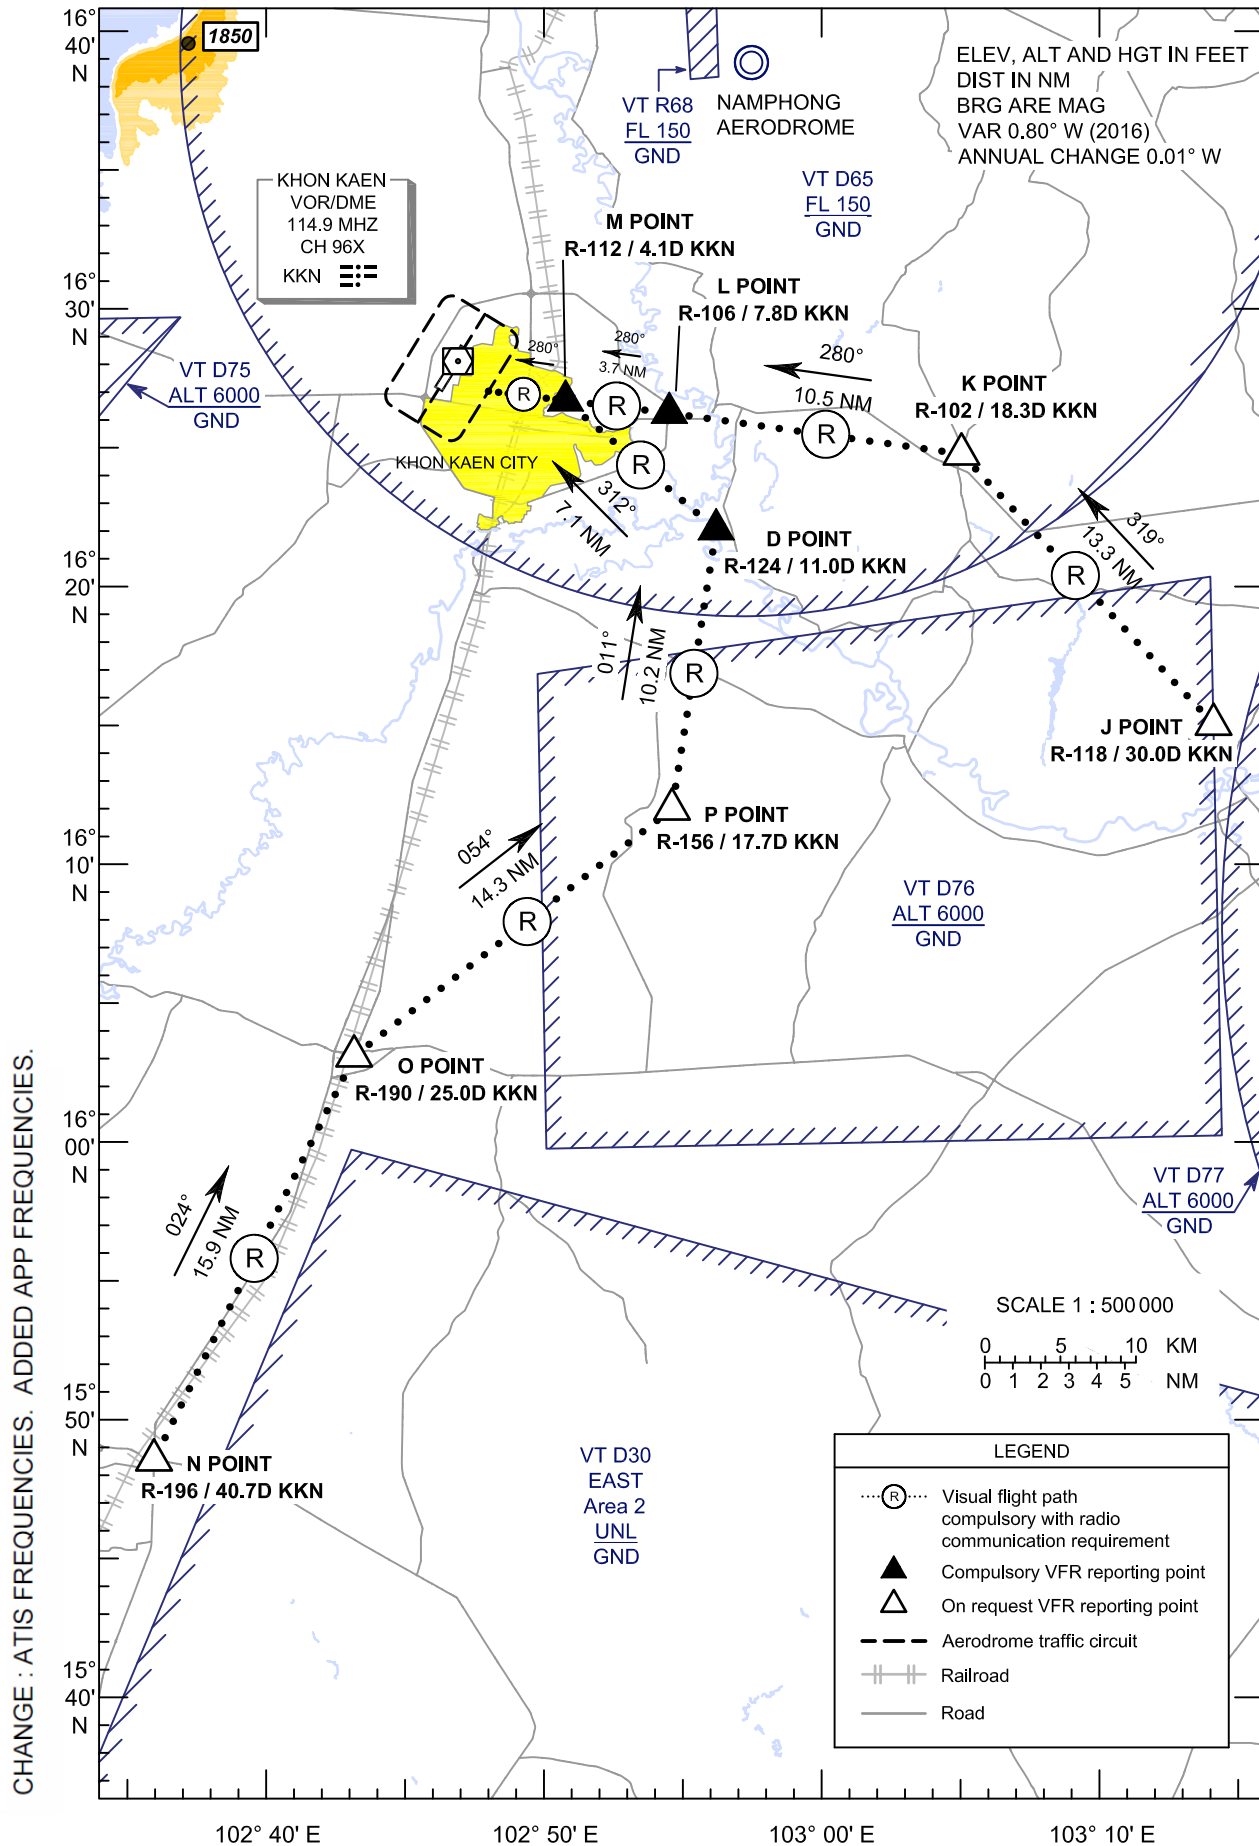 16°
40'
N
1850
ELEV, ALT AND HGT IN FEET
DIST IN NM
BRG ARE MAG
VAR 0.80° W (2016)
ANNUAL CHANGE 0.01° W
VT R68
FL 150
GND
NAMPHONG
AERODROME
KHON KAEN
VOR/DME
114.9 MHZ
CH 96X
KKN
VT D65
FL 150
GND
M POINT
R-112 / 4.1D KKN
L POINT
R-106 / 7.8D KKN
16°
30'
N
VT D75
ALT 6000
GND
280°
280°
3.7 NM
280°
10.5 NM
K POINT
R-102 / 18.3D KKN
R
R
R
KHON KAEN CITY
R
312°
7.1 NM
D POINT
R-124 / 11.0D KKN
319°
13.3 NM
R
16°
20'
N
011°
10.2 NM
R
J POINT
R-118 / 30.0D KKN
P POINT
R-156 / 17.7D KKN
16°
10'
N
054°
14.3 NM
R
VT D76
ALT 6000
GND
O POINT
R-190 / 25.0D KKN
16°
00'
N
VT D77
ALT 6000
GND
024°
15.9 NM
R
SCALE 1 : 500 000
0 5 10 KM
0 1 2 3 4 5 NM
15°
50'
N
N POINT
R-196 / 40.7D KKN
VT D30
EAST
Area 2
UNL
GND
LEGEND
R
Visual flight path
compulsory with radio
communication requirement
Compulsory VFR reporting point
On request VFR reporting point
Aerodrome traffic circuit
Railroad
Road
15°
40'
N
102° 40' E
102° 50' E
103° 00' E
103° 10' E
CHANGE : ATIS FREQUENCIES. ADDED APP FREQUENCIES.